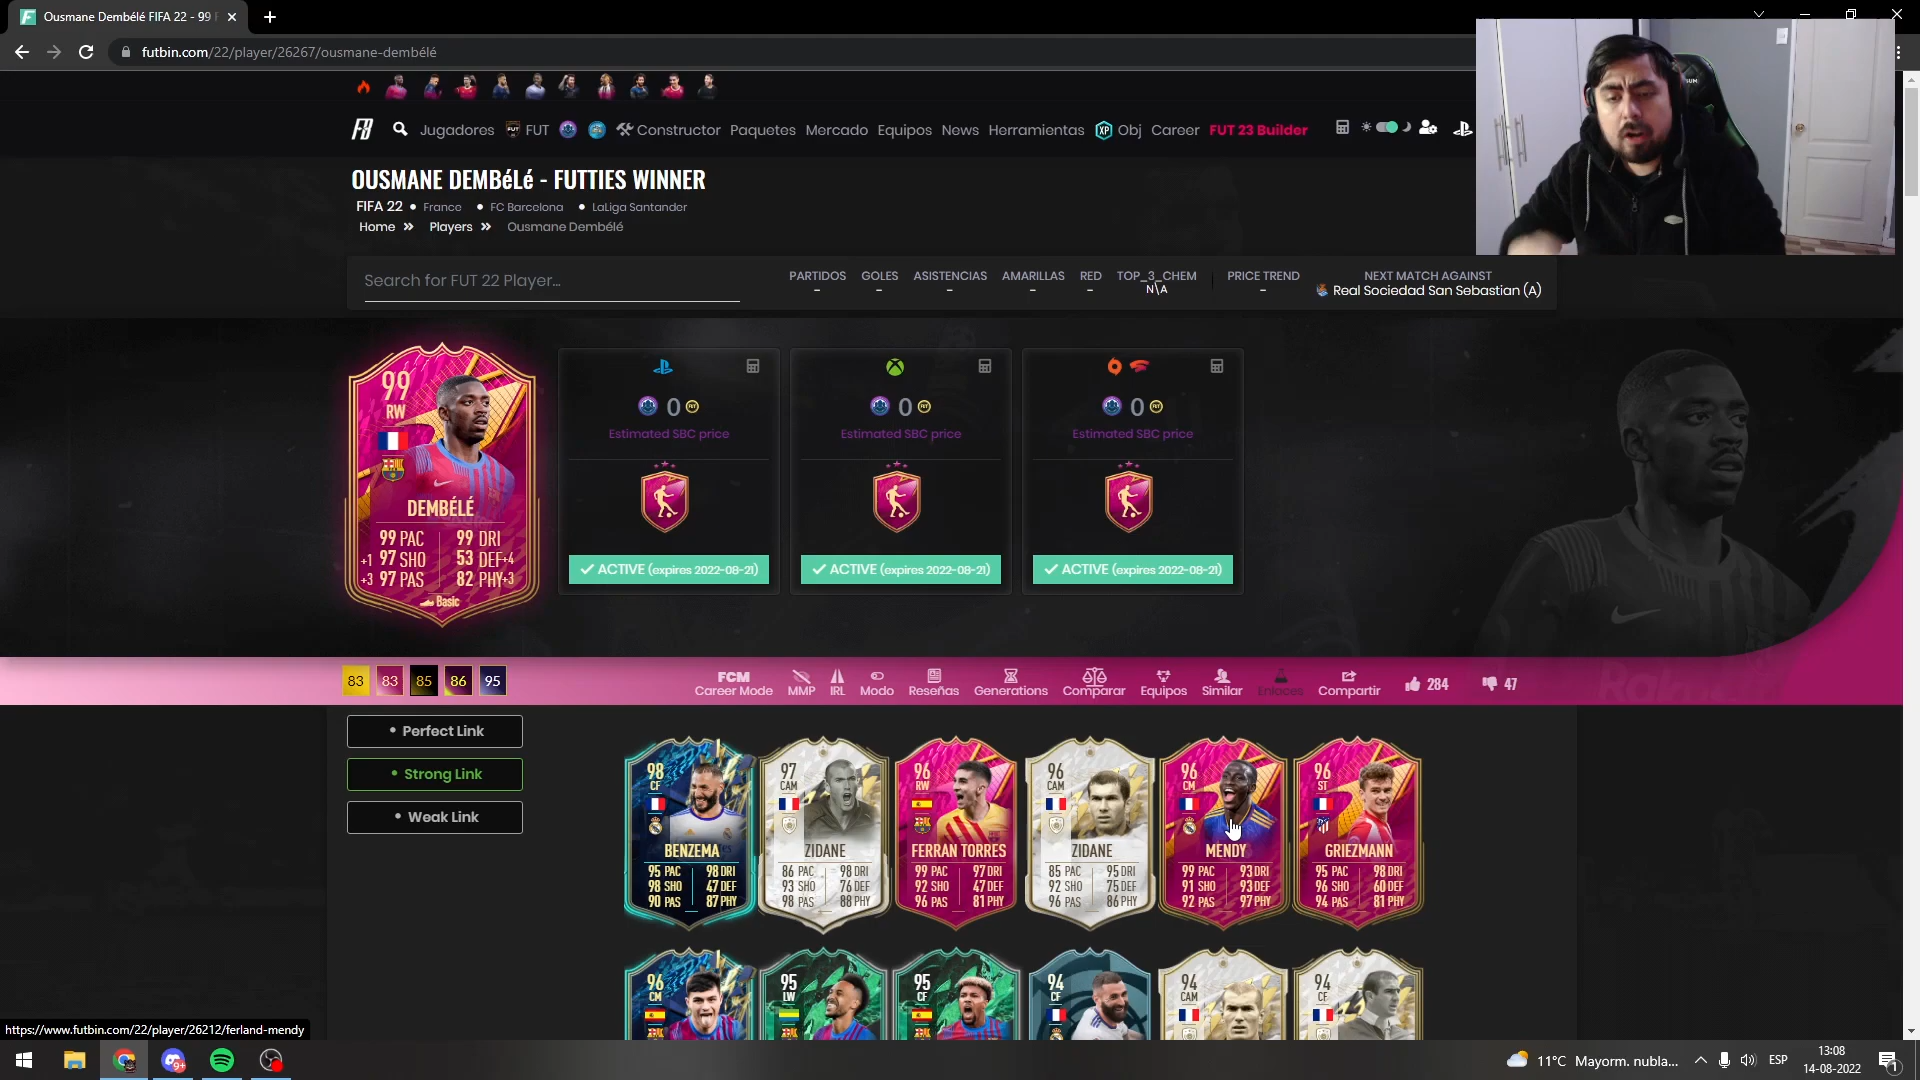 Ousmane Dembélé FIFA 22 - 99
futbin.com/22/player/26267/ousmane-dembélé
Jugadores FUT Constructor Paquetes Mercado Equipos News Herramientas XP Obj Career FUT 23 Builder
OUSMANE DEMBéLé - FUTTIES WINNER
FIFA 22 • France • FC Barcelona • LaLiga Santander
Home » Players » Ousmane Dembélé
Search for FUT 22 Player...
PARTIDOS GOLES ASISTENCIAS AMARILLAS RED TOP_3_CHEM PRICE TREND NEXT MATCH AGAINST
- - - - - N\A - Real Sociedad San Sebastian (A)
99
RW
DEMBÉLÉ
99 PAC 99 DRI
+1 97 SHO 53 DEF+4
+3 97 PAS 82 PHY+3
Basic
0
Estimated SBC price
ACTIVE (expires 2022-08-21)
0
Estimated SBC price
ACTIVE (expires 2022-08-21)
0
Estimated SBC price
ACTIVE (expires 2022-08-21)
83 83 85 86 95
FCM
Career Mode MMP IRL Modo Reseñas Generations Comparar Equipos Similar Enlaces Compartir 284 47
• Perfect Link
• Strong Link
• Weak Link
98
CF
BENZEMA
95 PAC 98 DRI
98 SHO 47 DEF
90 PAS 87 PHY
97
CAM
ZIDANE
86 PAC 98 DRI
93 SHO 76 DEF
98 PAS 88 PHY
96
RW
FERRAN TORRES
99 PAC 97 DRI
92 SHO 47 DEF
96 PAS 81 PHY
96
CAM
ZIDANE
85 PAC 95 DRI
92 SHO 75 DEF
96 PAS 86 PHY
96
CM
MENDY
99 PAC 93 DRI
91 SHO 93 DEF
92 PAS 97 PHY
96
ST
GRIEZMANN
95 PAC 98 DRI
96 SHO 60 DEF
94 PAS 81 PHY
96
CM
95
LW
95
CF
94
CF
94
CAM
94
CF
https://www.futbin.com/22/player/26212/ferland-mendy
11°C Mayorm. nubla... ESP
13:08
14-08-2022
1